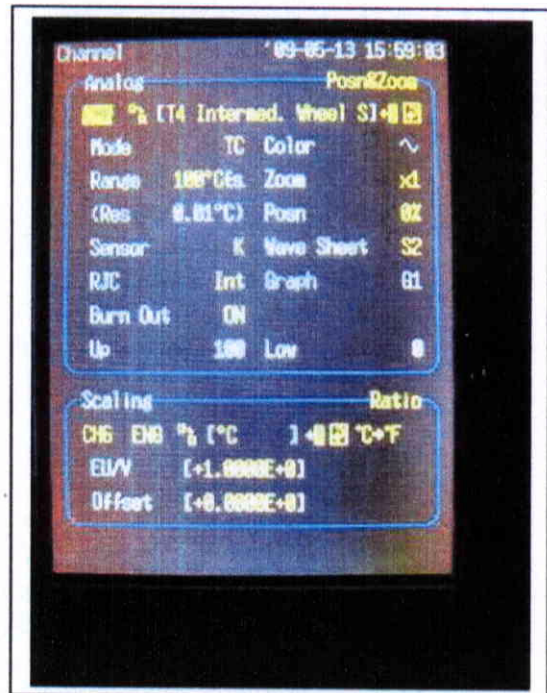 Channel '09-05-13 15:59:03
Analog Posn&Zoom
[T4 Intermed. Wheel S]
Mode TC Color
Range 100°Cfs Zoom x1
(Res 0.01°C) Posn 0%
Sensor K Wave Sheet S2
RJC Int Graph G1
Burn Out ON
Up 100 Low 0
Scaling Ratio
CH6 ENG [°C ] °C→°F
EU/V [+1.0000E+0]
Offset [+0.0000E+0]